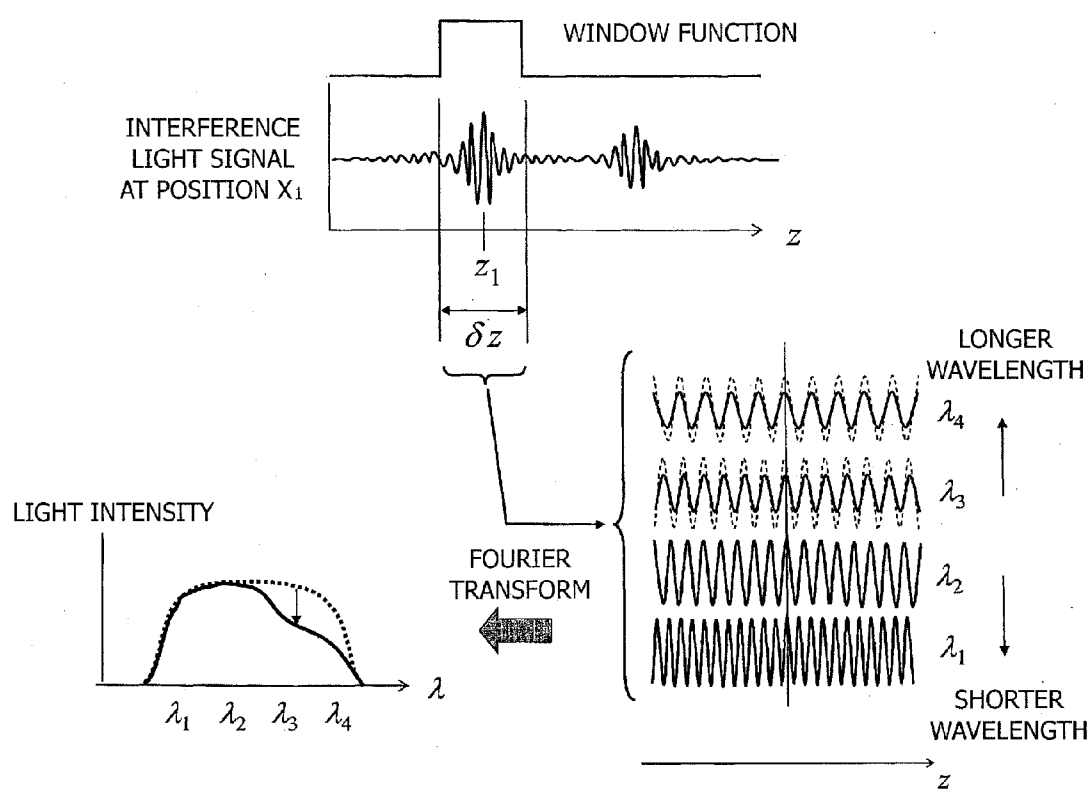 WINDOW FUNCTION
INTERFERENCE
LIGHT SIGNAL
AT POSITION X₁
z
z₁
δz
LONGER
WAVELENGTH
λ₄
λ₃
λ₂
λ₁
SHORTER
WAVELENGTH
z
FOURIER
TRANSFORM
LIGHT INTENSITY
λ
λ₁ λ₂ λ₃ λ₄